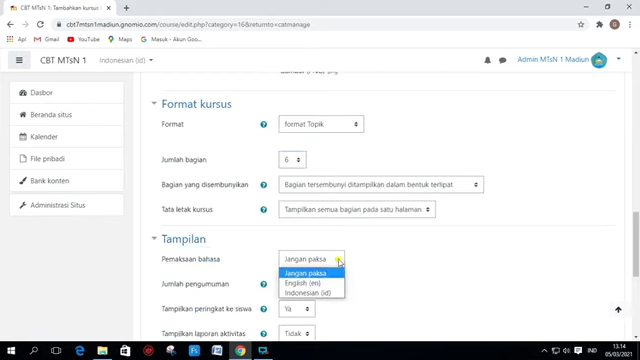 MTsN 1 Madiun: Tambahkan kursus
cbt7mtsn1madiun.gnomio.com/course/edit.php?category=16&returnto=catmanage
Apl
Gmail
YouTube
Maps
Masuk - Akun Google
CBT MTsN 1
Indonesian (id)
Admin MTsN 1 Madiun
Dasbor
Beranda situs
Kalender
File pribadi
Bank konten
Administrasi Situs
Format kursus
Format
format Topik
Jumlah bagian
6
Bagian yang disembunyikan
Bagian tersembunyi ditampilkan dalam bentuk terlipat
Tata letak kursus
Tampilkan semua bagian pada satu halaman
Tampilan
Pemaksaan bahasa
Jangan paksa
Jangan paksa
English (en)
Indonesian (id)
Jumlah pengumuman
Tampilkan peringkat ke siswa
Ya
Tampilkan laporan aktivitas
Tidak
IND
13.14
05/03/2021